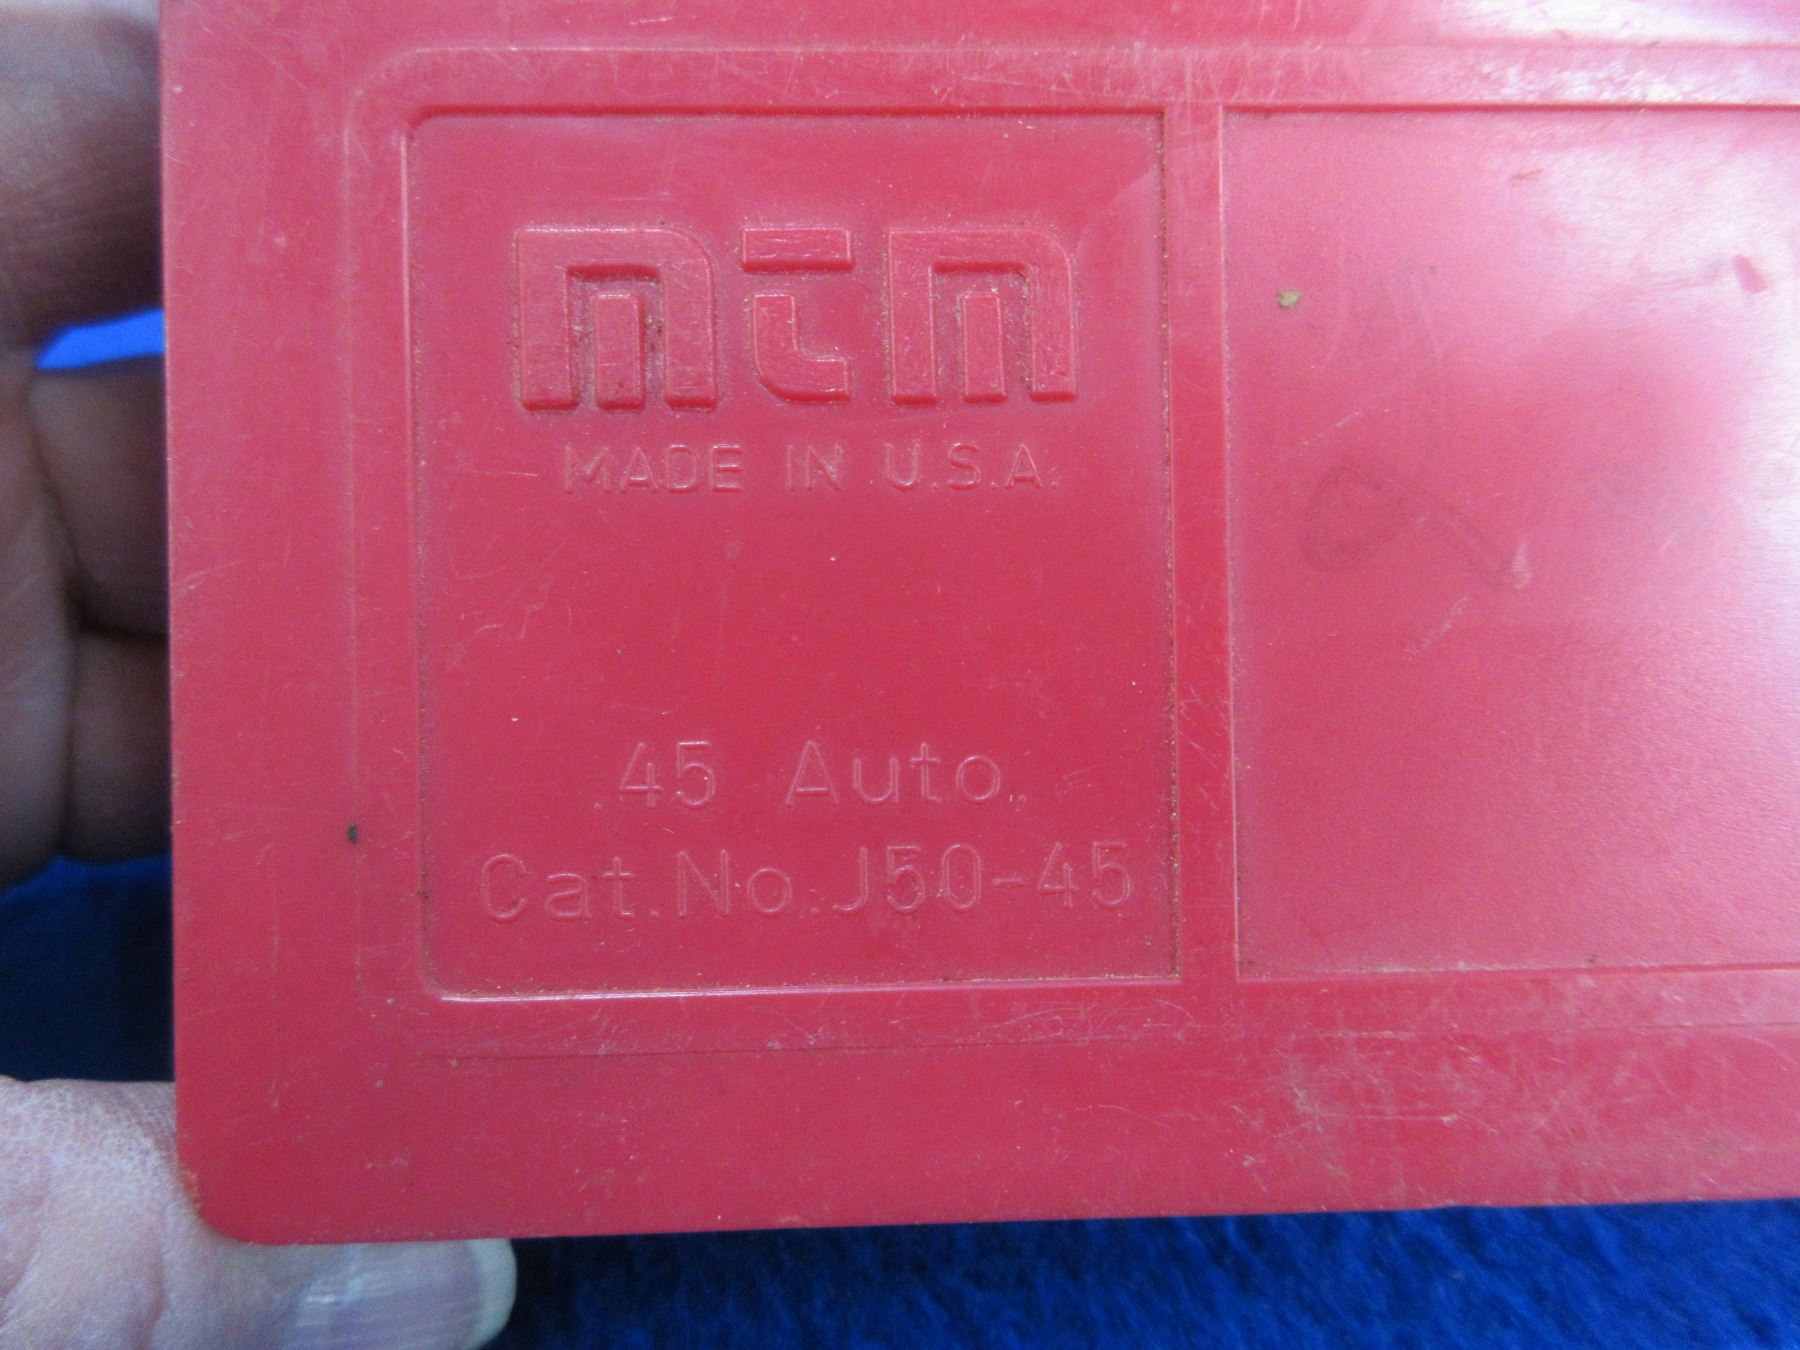 mtm
MADE IN U.S.A.
.45 Auto.
Cat.No.J50-45